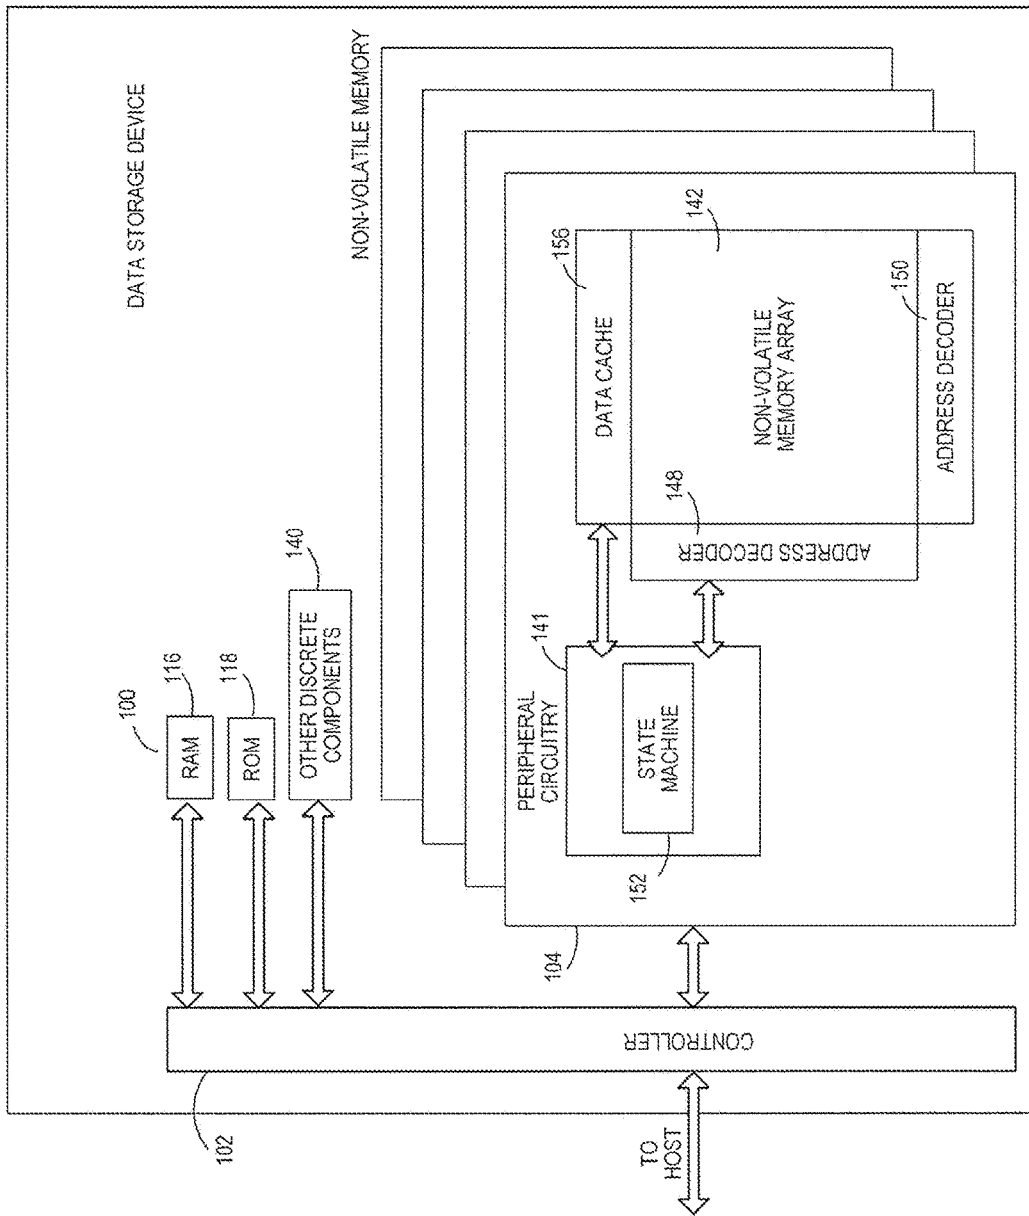 DATA STORAGE DEVICE
100
RAM
116
ROM
118
OTHER DISCRETE
COMPONENTS
140
NON-VOLATILE MEMORY
PERIPHERAL
CIRCUITRY
141
STATE
MACHINE
152
DATA CACHE
156
NON-VOLATILE
MEMORY ARRAY
142
ADDRESS DECODER
148
ADDRESS DECODER
150
104
CONTROLLER
102
TO
HOST